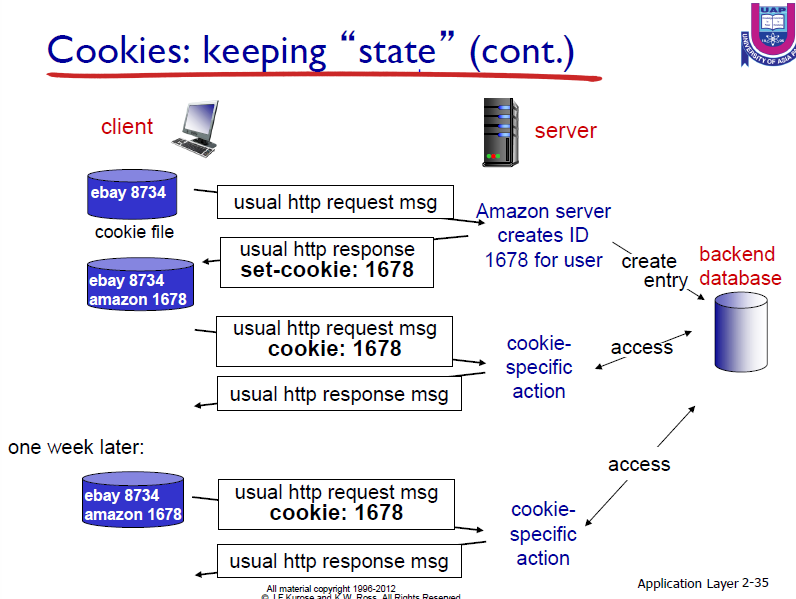 Cookies: keeping “state” (cont.)
UAP
UNIVERSITY OF ASIA
client
server
ebay 8734
cookie file
usual http request msg
Amazon server
creates ID
1678 for user
usual http response
set-cookie: 1678
create
entry
backend
database
ebay 8734
amazon 1678
usual http request msg
cookie: 1678
cookie-
specific
action
access
usual http response msg
one week later:
access
ebay 8734
amazon 1678
usual http request msg
cookie: 1678
cookie-
specific
action
usual http response msg
All material copyright 1996-2012
© J.F Kurose and K.W. Ross, All Rights Reserved
Application Layer 2-35